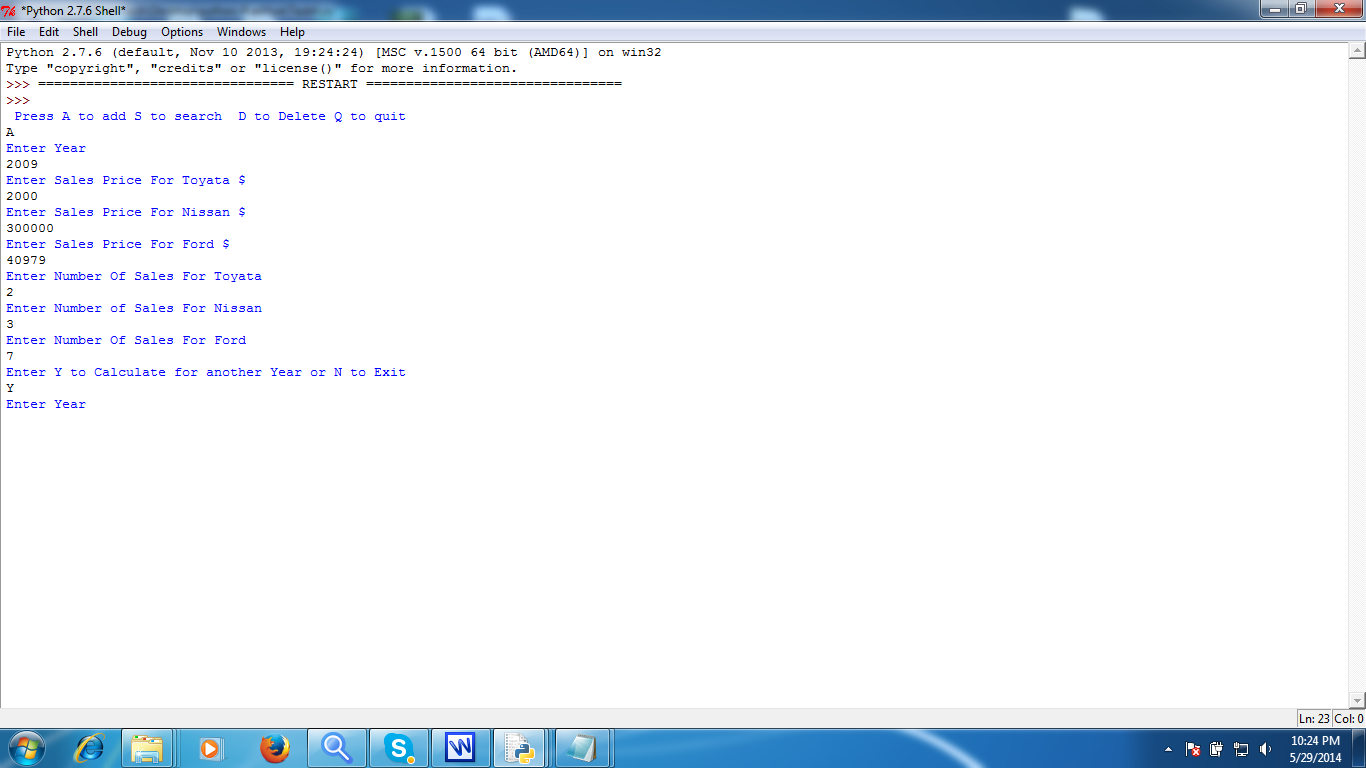 *Python 2.7.6 Shell*
File Edit Shell Debug Options Windows Help
Python 2.7.6 (default, Nov 10 2013, 19:24:24) [MSC v.1500 64 bit (AMD64)] on win32
Type "copyright", "credits" or "license()" for more information.
>>> ================================ RESTART ================================
>>>
 Press A to add S to search  D to Delete Q to quit
A
Enter Year
2009
Enter Sales Price For Toyata $
2000
Enter Sales Price For Nissan $
300000
Enter Sales Price For Ford $
40979
Enter Number Of Sales For Toyata
2
Enter Number of Sales For Nissan
3
Enter Number Of Sales For Ford
7
Enter Y to Calculate for another Year or N to Exit
Y
Enter Year
Ln: 23 Col: 0
10:24 PM
5/29/2014